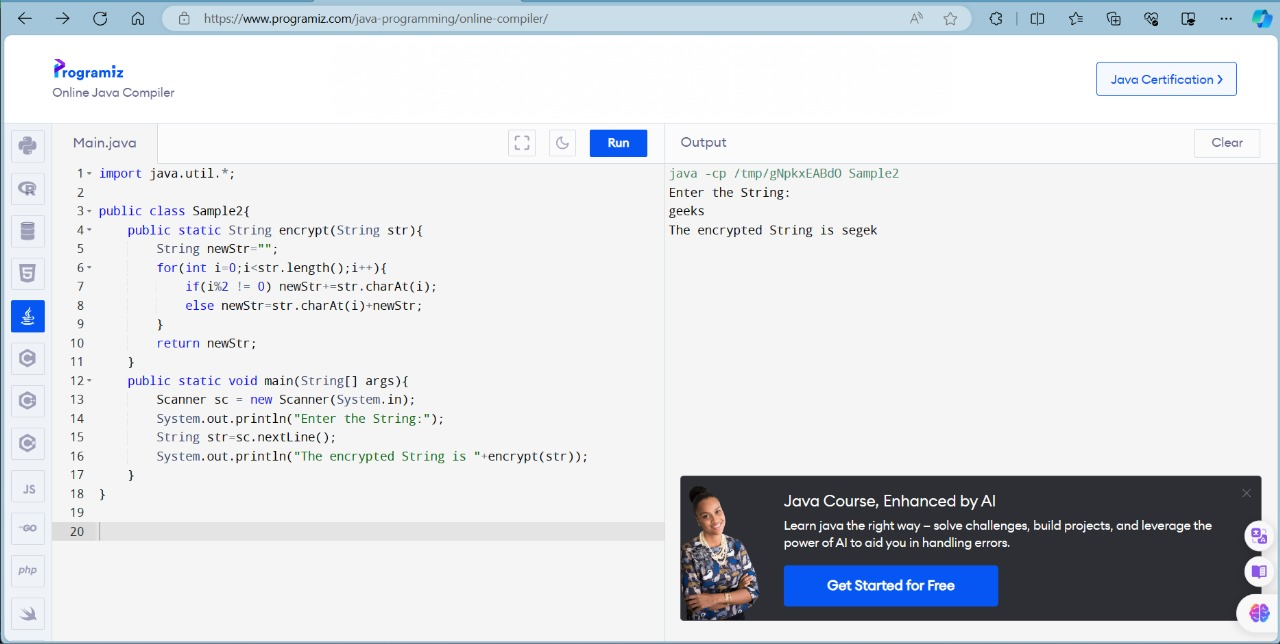 https://www.programiz.com/java-programming/online-compiler/
Programiz
Online Java Compiler
Java Certification >
Main.java
Run
Output
Clear
1 import java.util.*;
2
3 public class Sample2{
4     public static String encrypt(String str){
5         String newStr="";
6         for(int i=0;i<str.length();i++){
7             if(i%2 != 0) newStr+=str.charAt(i);
8             else newStr=str.charAt(i)+newStr;
9         }
10         return newStr;
11     }
12     public static void main(String[] args){
13         Scanner sc = new Scanner(System.in);
14         System.out.println("Enter the String:");
15         String str=sc.nextLine();
16         System.out.println("The encrypted String is "+encrypt(str));
17     }
18 }
19
20
java -cp /tmp/gNpkxEABdO Sample2
Enter the String:
geeks
The encrypted String is segek
R
5
C
C
C
JS
GO
php
Java Course, Enhanced by AI
Learn java the right way – solve challenges, build projects, and leverage the
power of AI to aid you in handling errors.
Get Started for Free